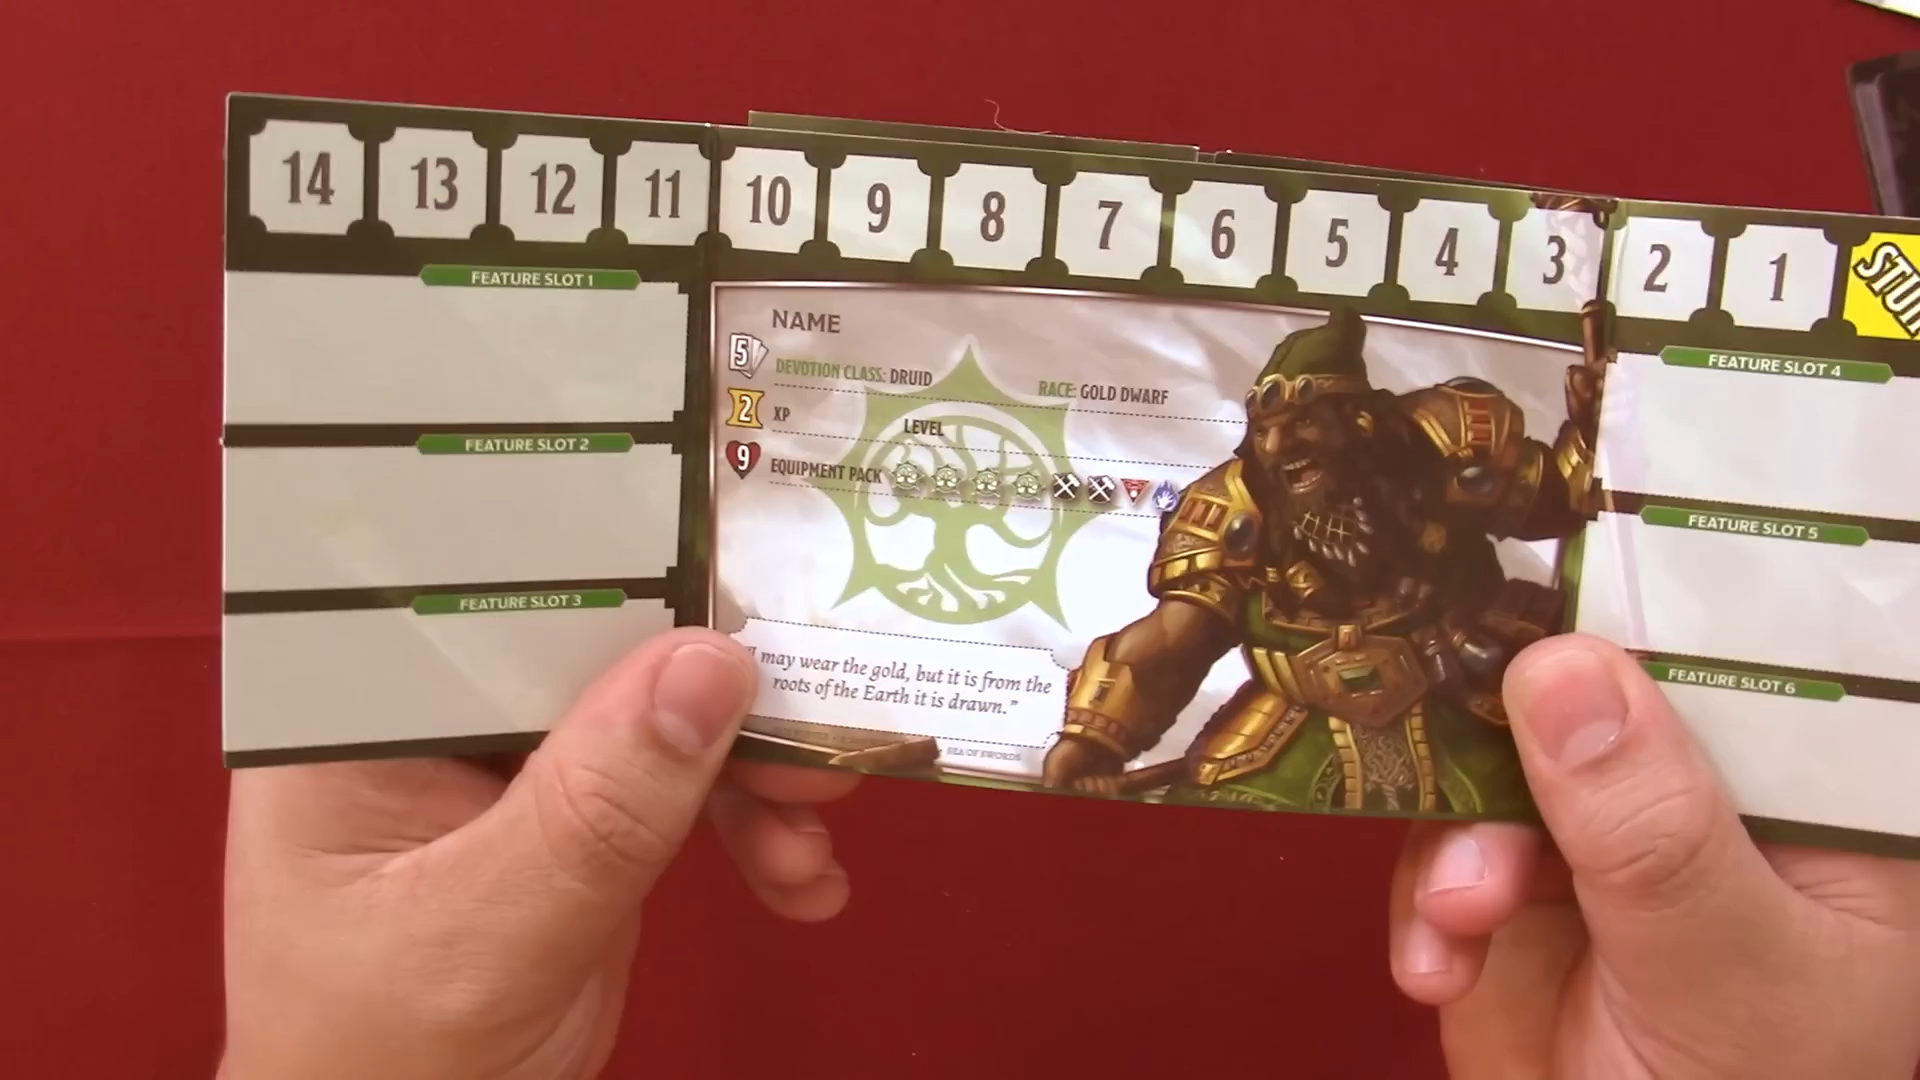 14 13 12 11 10 9 8 7 6 5 4 3 2 1
FEATURE SLOT 1
FEATURE SLOT 2
FEATURE SLOT 3
NAME
5
DEVOTION CLASS: DRUID RACE: GOLD DWARF
2 XP LEVEL
9 EQUIPMENT PACK
"I may wear the gold, but it is from the
roots of the Earth it is drawn."
SEA OF SWORDS
FEATURE SLOT 4
FEATURE SLOT 5
FEATURE SLOT 6